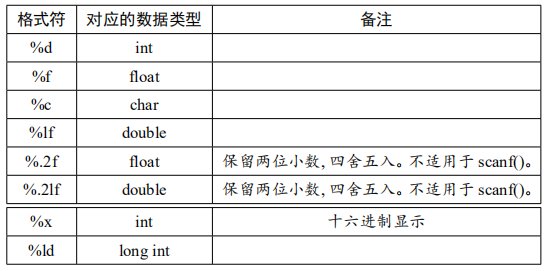 格式符 对应的数据类型 备注
%d int
%f float
%c char
%lf double
%.2f float 保留两位小数,四舍五入。不适用于 scanf()。
%.2lf double 保留两位小数,四舍五入。不适用于 scanf()。
%x int 十六进制显示
%ld long int